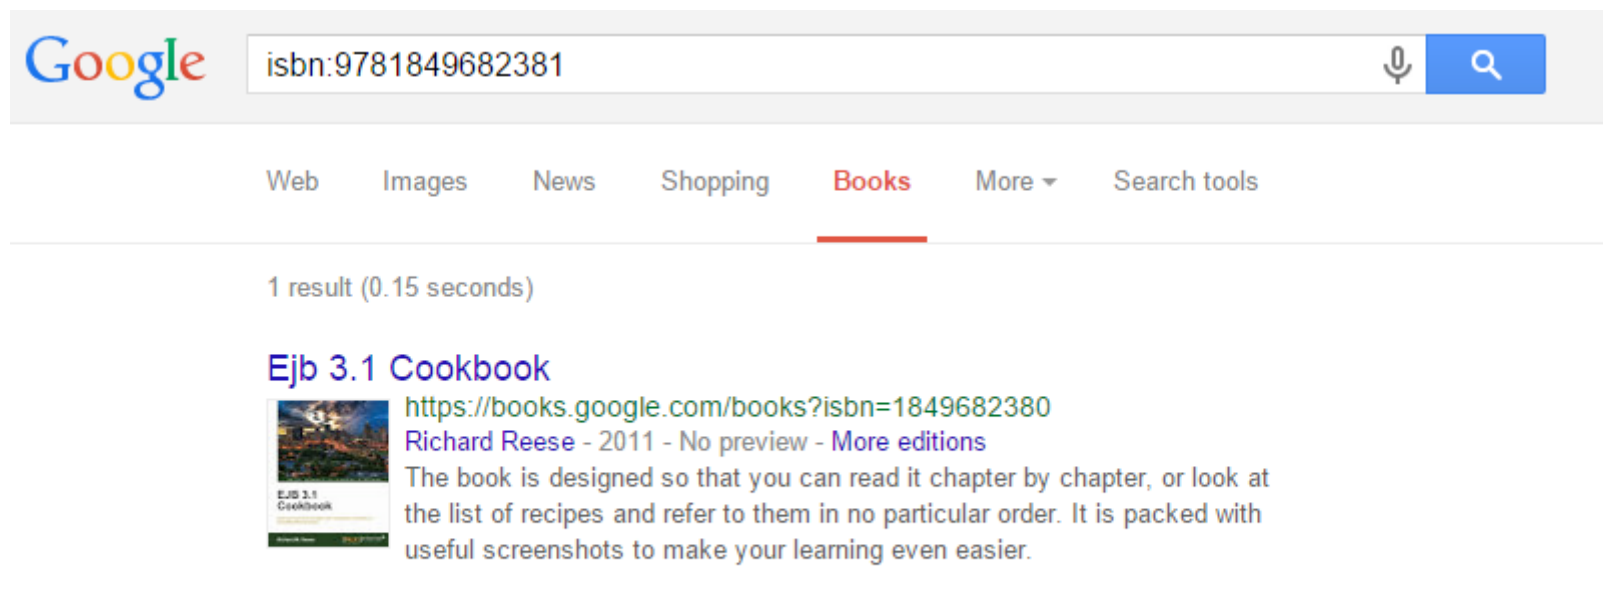 Google
isbn:9781849682381
Web Images News Shopping Books More Search tools
1 result (0.15 seconds)
Ejb 3.1 Cookbook
https://books.google.com/books?isbn=1849682380
Richard Reese - 2011 - No preview - More editions
The book is designed so that you can read it chapter by chapter, or look at
the list of recipes and refer to them in no particular order. It is packed with
useful screenshots to make your learning even easier.
EJB 3.1
Cookbook